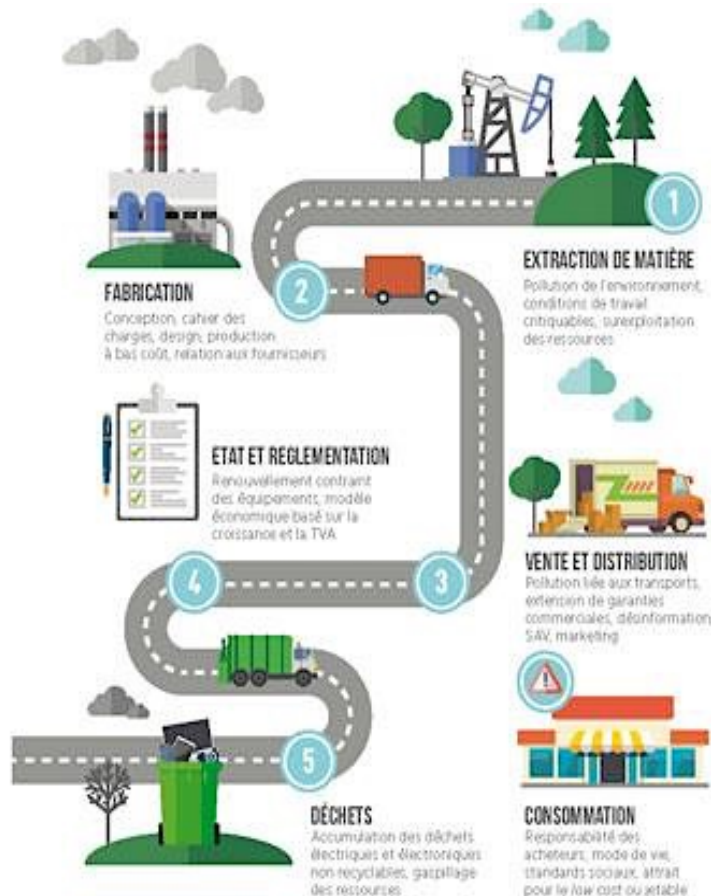 1
EXTRACTION DE MATIÈRE
Pollution de l'environnement,
conditions de travail
critiquables, surexploitation
des ressources
2
FABRICATION
Conception, cahier des
charges, design, production
à bas coût, relation aux fournisseurs
ETAT ET REGLEMENTATION
Renouvellement contraint
des équipements, modèle
économique basé sur la
croissance et la TVA
VENTE ET DISTRIBUTION
Pollution liée aux transports,
extension de garanties
commerciales, désinformation,
SAV, marketing
4
3
5
DÉCHETS
Accumulation des déchets
électriques et électroniques
non recyclables, gaspillage
des ressources
!
CONSOMMATION
Responsabilité des
acheteurs, mode de vie,
standards sociaux, attrait
pour le low cost ou jetable